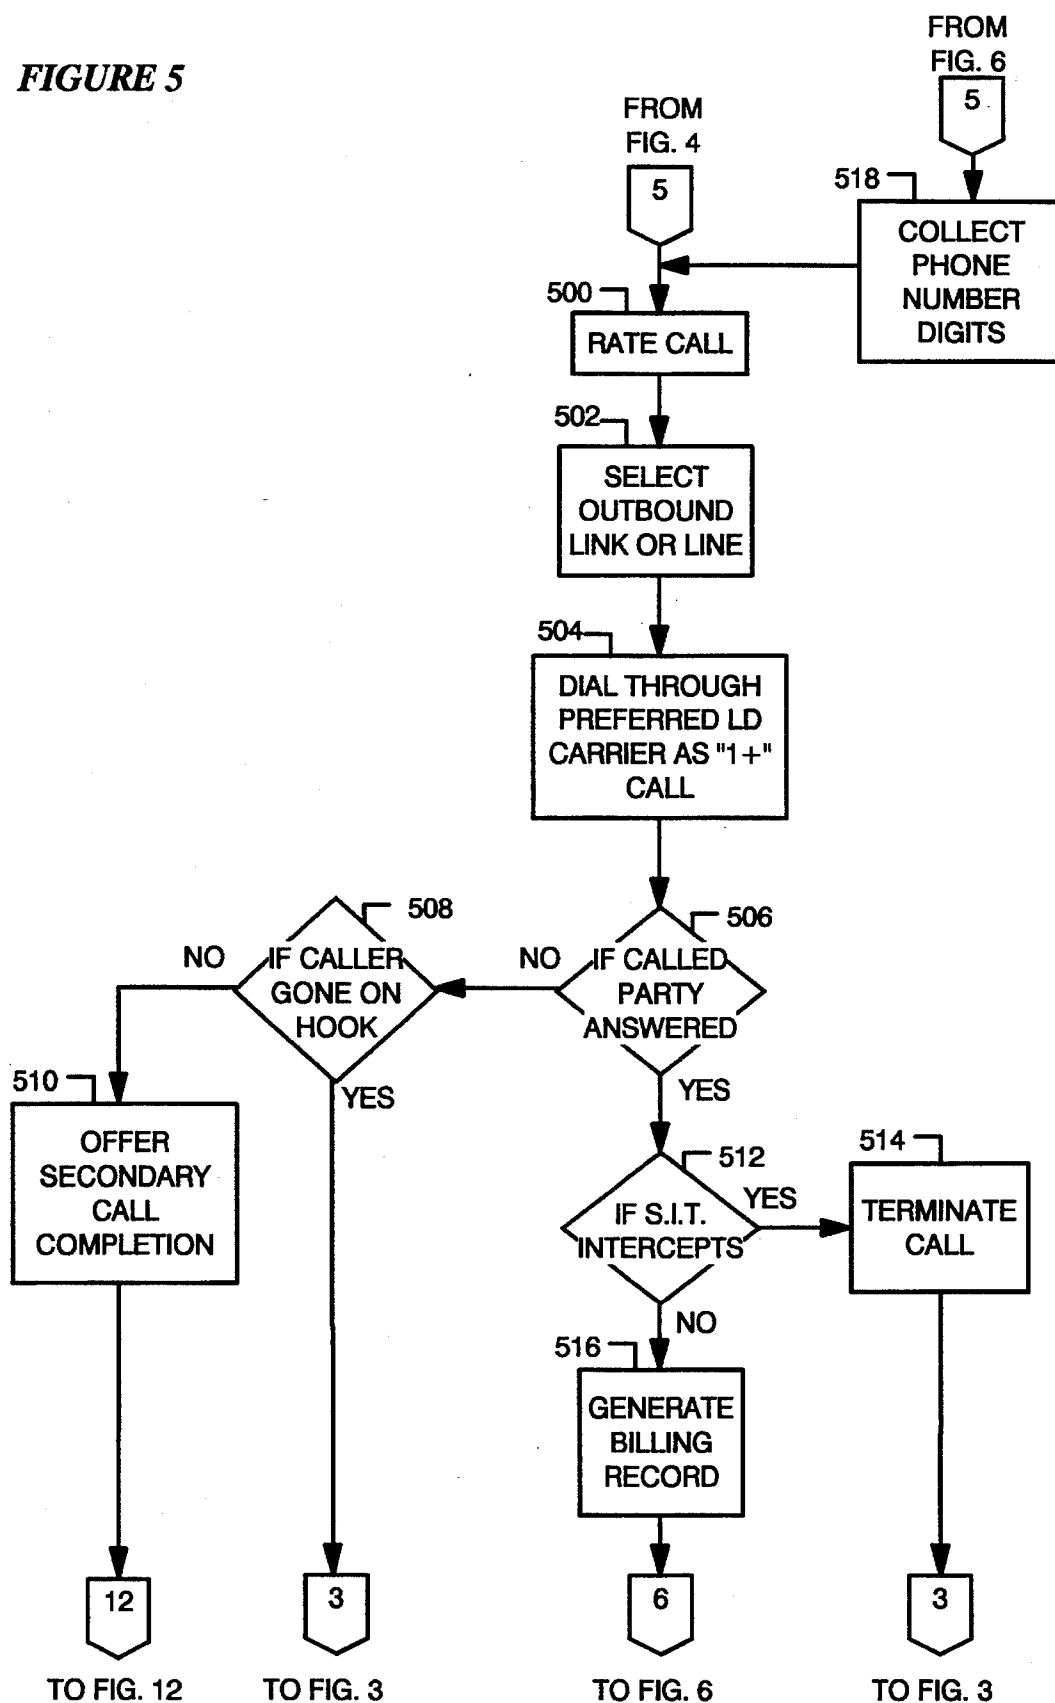 FIGURE 5
FROM
FIG. 6
5
FROM
FIG. 4
5
518
COLLECT
PHONE
NUMBER
DIGITS
500
RATE CALL
502
SELECT
OUTBOUND
LINK OR LINE
504
DIAL THROUGH
PREFERRED LD
CARRIER AS "1+"
CALL
506
IF CALLED
PARTY
ANSWERED
NO
YES
508
IF CALLER
GONE ON
HOOK
NO
YES
510
OFFER
SECONDARY
CALL
COMPLETION
512
IF S.I.T.
INTERCEPTS
YES
NO
514
TERMINATE
CALL
516
GENERATE
BILLING
RECORD
12
3
6
3
TO FIG. 12
TO FIG. 3
TO FIG. 6
TO FIG. 3